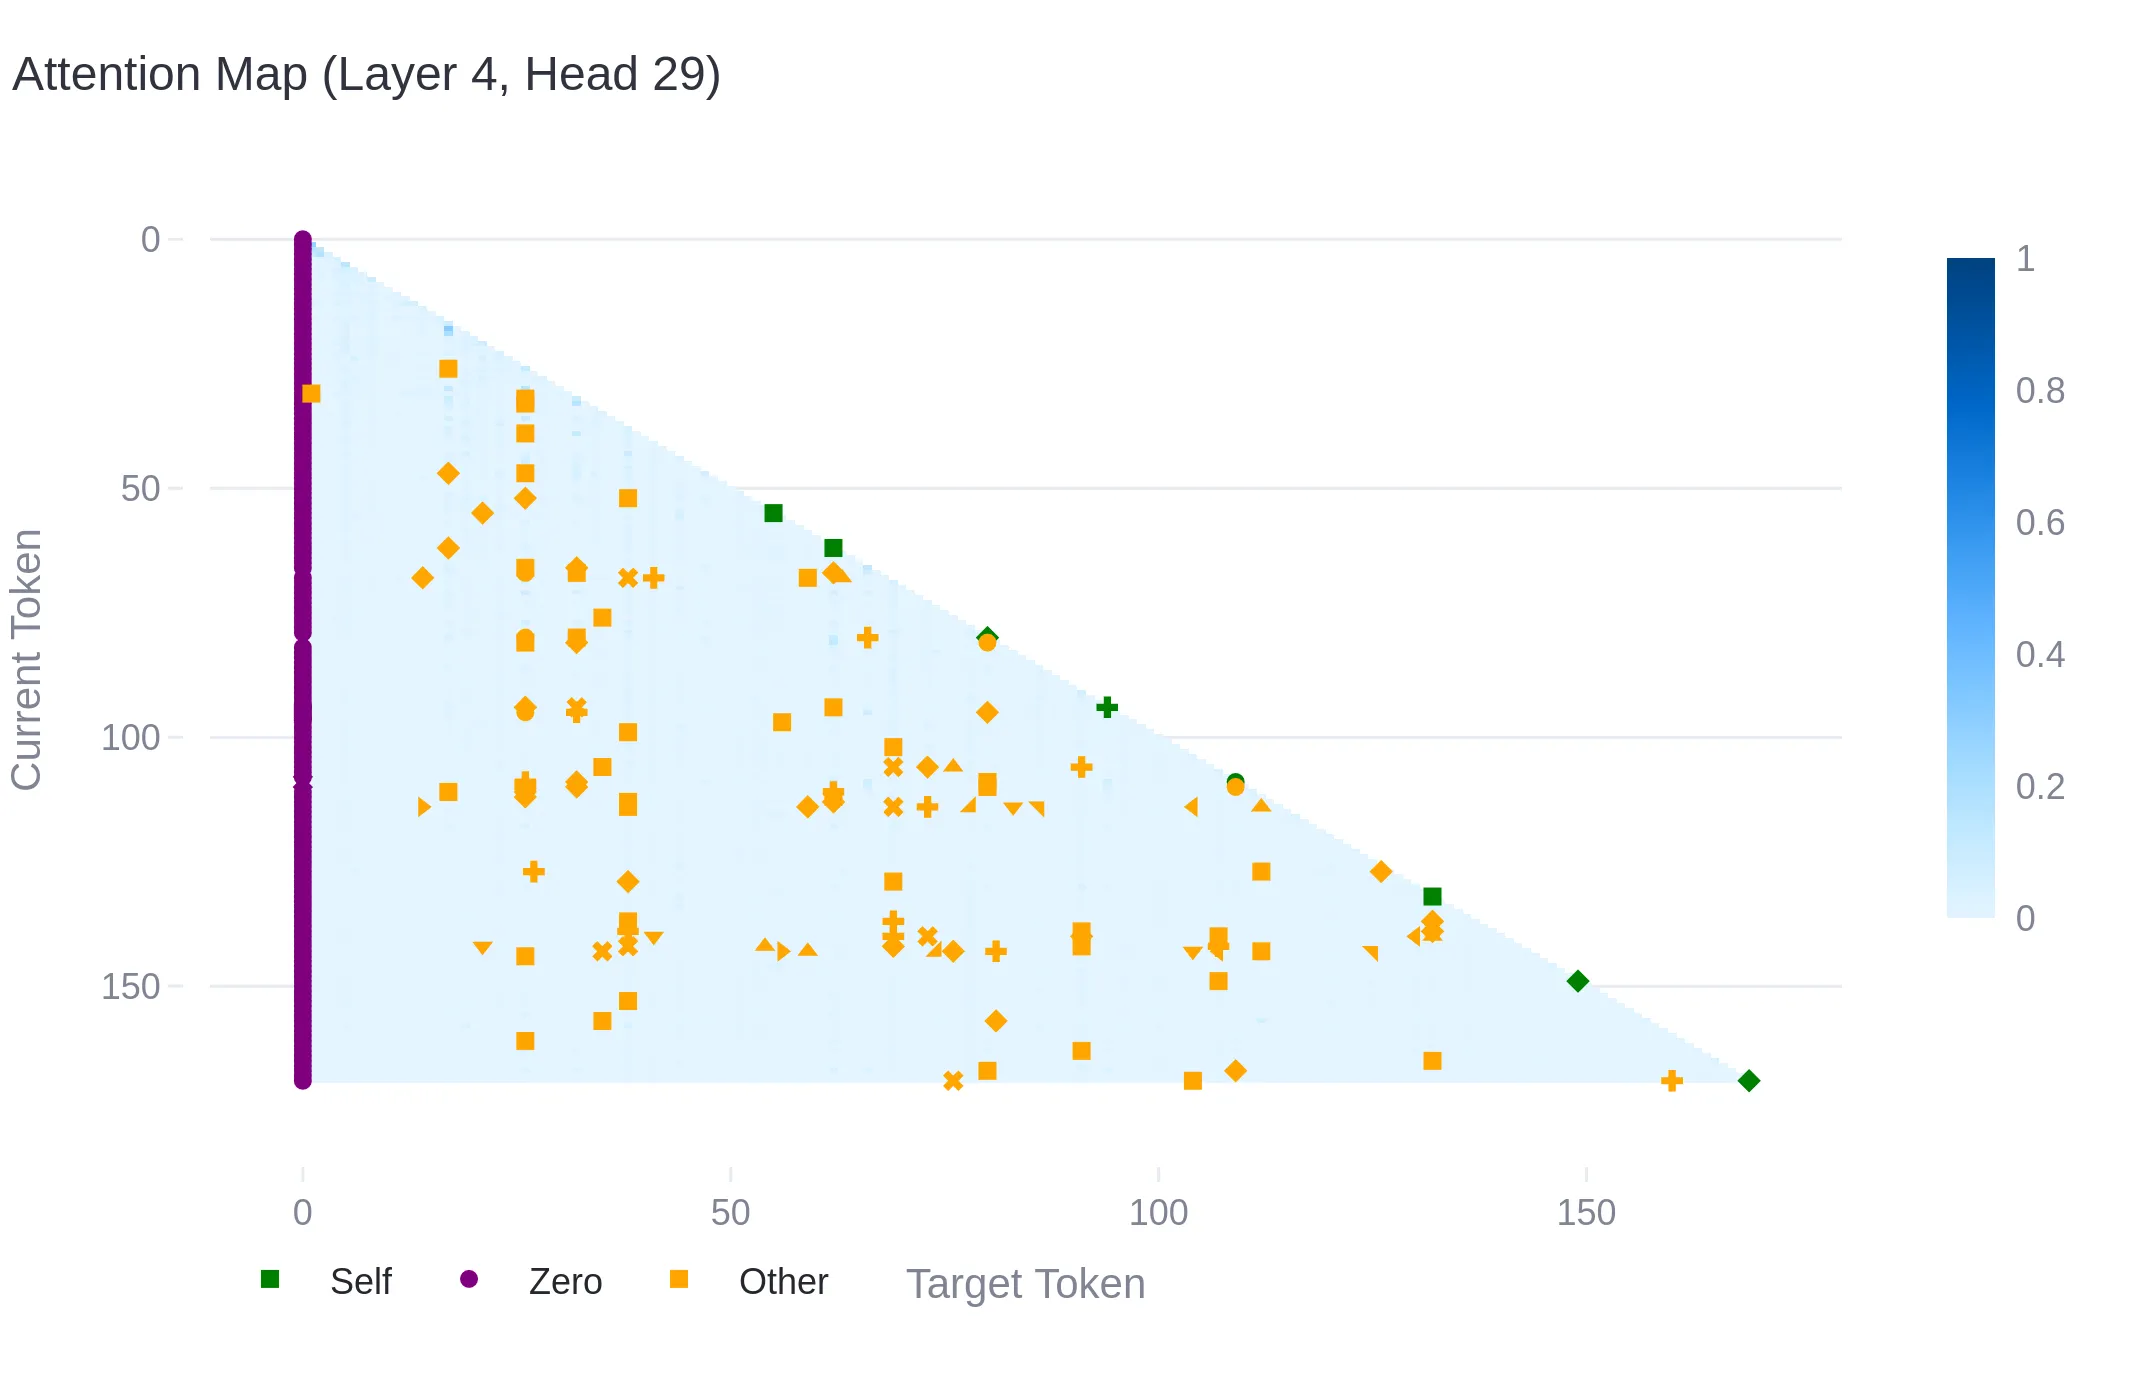 Attention Map (Layer 4, Head 29)
0
50
100
150
Current Token
1
0.8
0.6
0.4
0.2
0
0 50 100 150
Self Zero Other Target Token